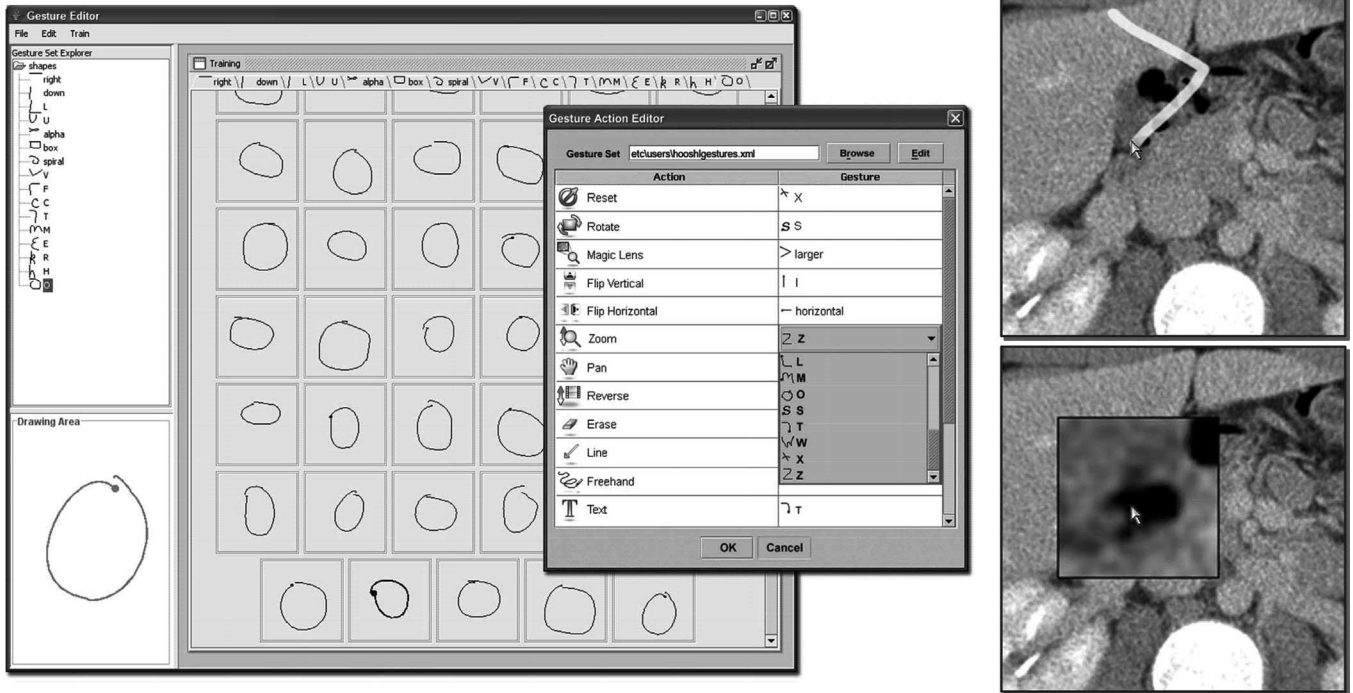 Gesture Editor
File Edit Train
Gesture Set Explorer
shapes
right
down
L
U
alpha
box
spiral
V
F
C
T
M
E
R
H
O
Drawing Area
Training
right \ down \ L \ U \ alpha \ box \ spiral \ V \ F \ C \ T \ M \ E \ R \ H \ O \
Gesture Action Editor
Gesture Set etc\users\hooshlgestures.xml Browse Edit
Action Gesture
Reset X
Rotate S
Magic Lens larger
Flip Vertical I
Flip Horizontal horizontal
Zoom Z
Pan L
M
Reverse O
S
Erase T
W
Line X
Freehand Z
Text T
OK Cancel